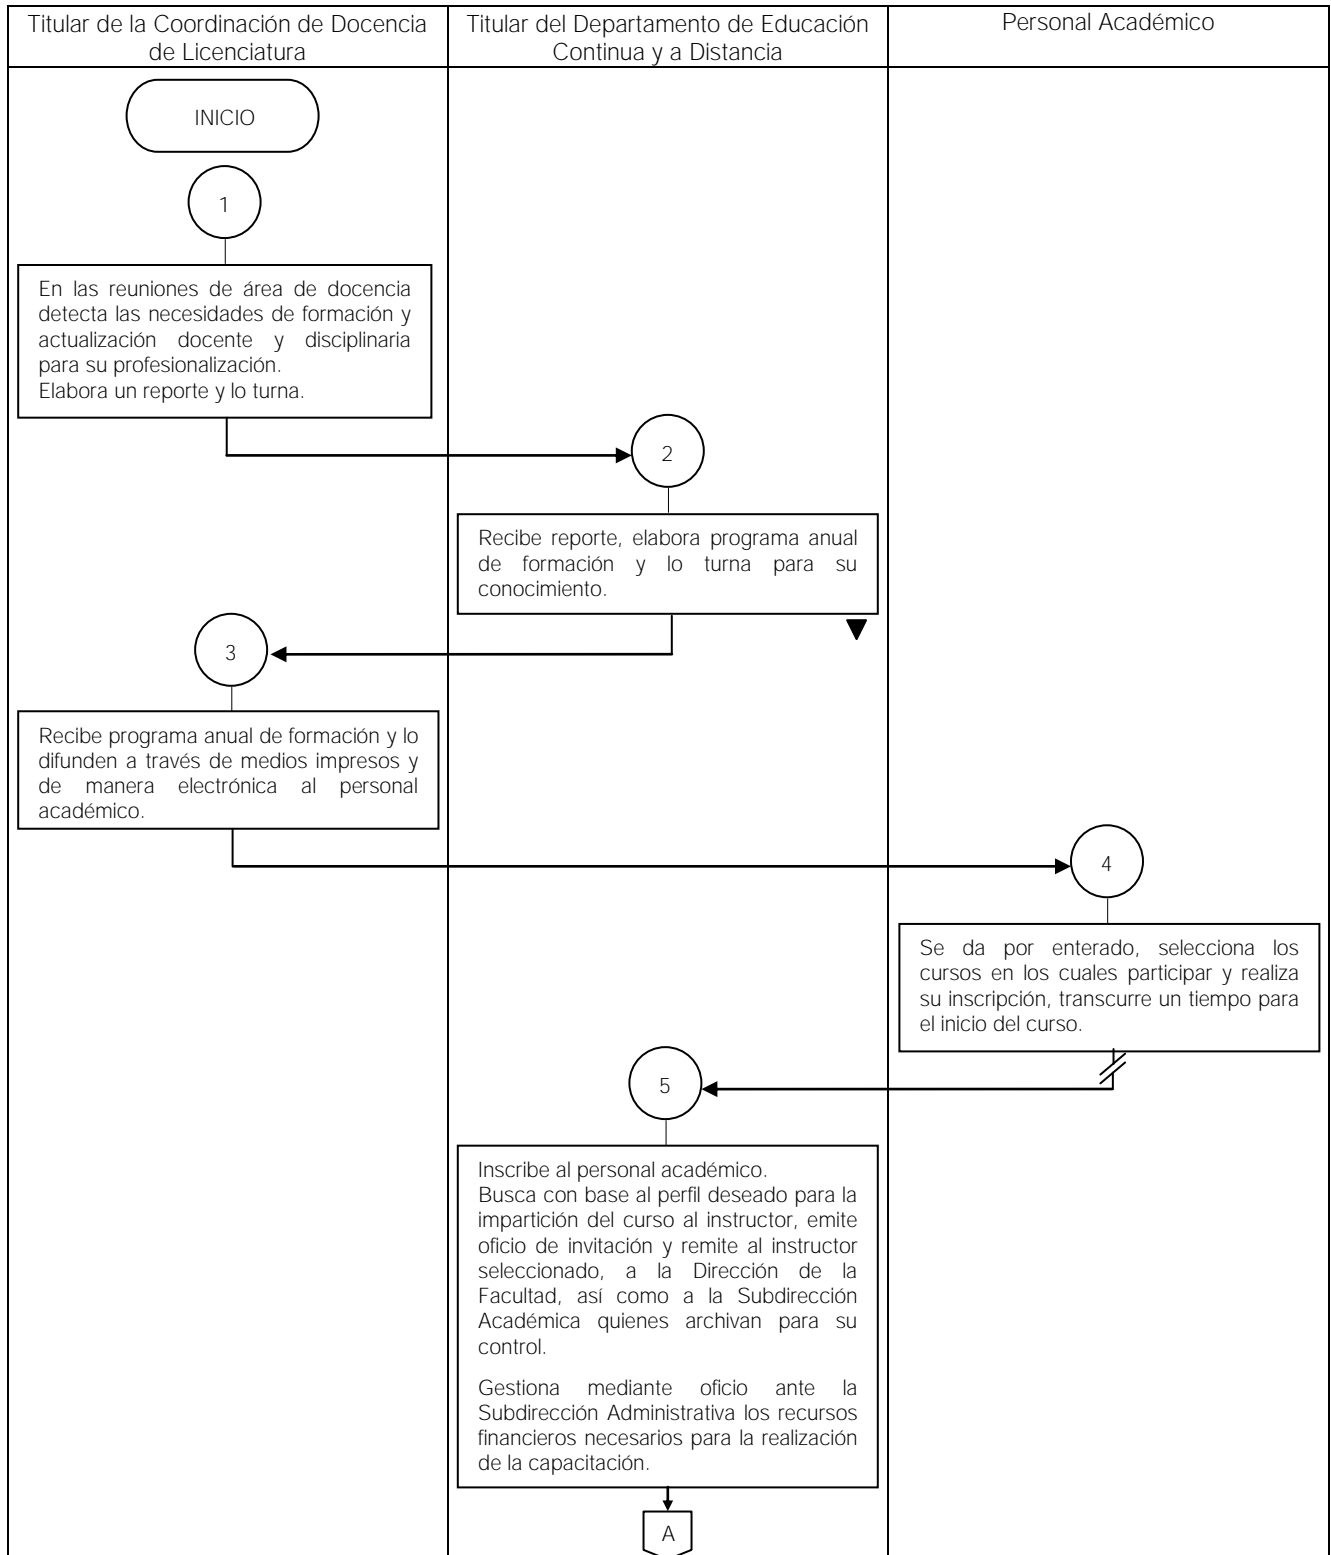 Titular de la Coordinación de Docencia
de Licenciatura
Titular del Departamento de Educación
Continua y a Distancia
Personal Académico
INICIO
1
En las reuniones de área de docencia
detecta las necesidades de formación y
actualización docente y disciplinaria
para su profesionalización.
Elabora un reporte y lo turna.
2
Recibe reporte, elabora programa anual
de formación y lo turna para su
conocimiento.
3
Recibe programa anual de formación y lo
difunden a través de medios impresos y
de manera electrónica al personal
académico.
4
Se da por enterado, selecciona los
cursos en los cuales participar y realiza
su inscripción, transcurre un tiempo para
el inicio del curso.
5
Inscribe al personal académico.
Busca con base al perfil deseado para la
impartición del curso al instructor, emite
oficio de invitación y remite al instructor
seleccionado, a la Dirección de la
Facultad, así como a la Subdirección
Académica quienes archivan para su
control.
Gestiona mediante oficio ante la
Subdirección Administrativa los recursos
financieros necesarios para la realización
de la capacitación.
A